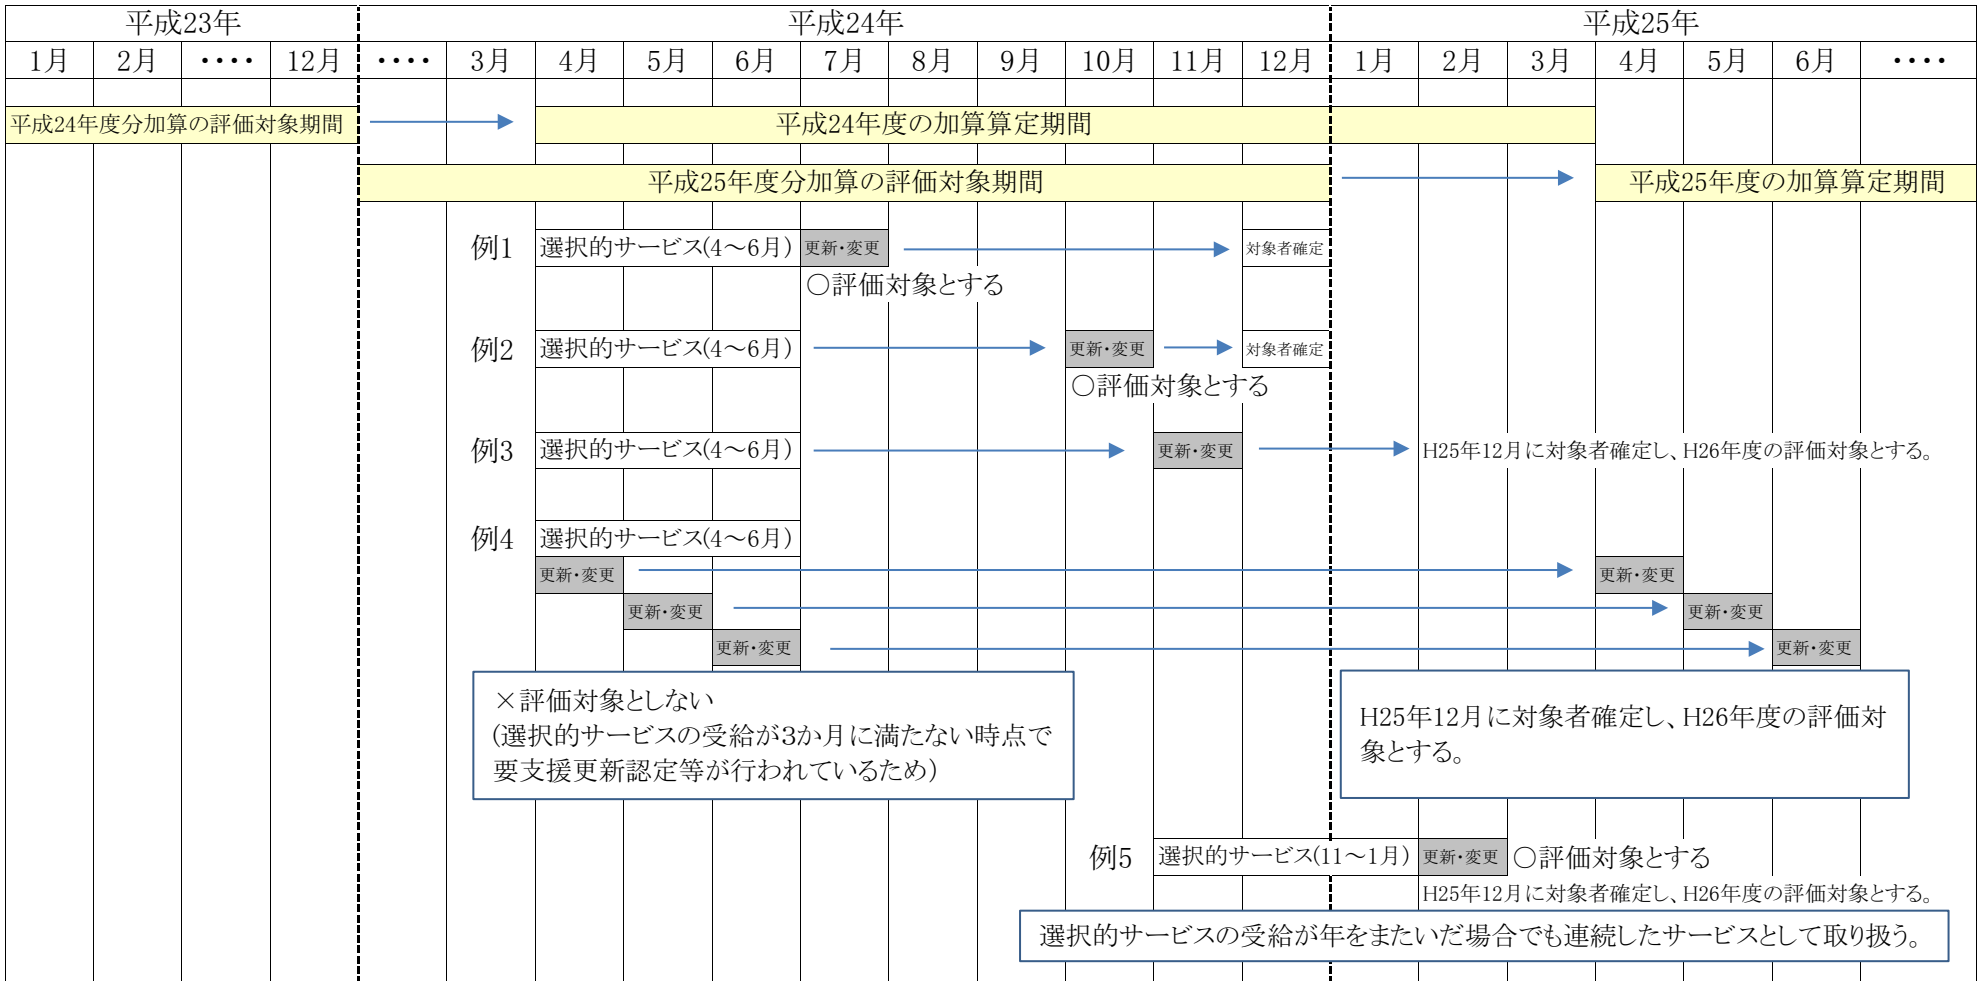 平成23年 平成24年 平成25年
1月 2月 ・・・・ 12月 ・・・・ 3月 4月 5月 6月 7月 8月 9月 10月 11月 12月 1月 2月 3月 4月 5月 6月 ・・・・
平成24年度分加算の評価対象期間 平成24年度の加算算定期間
平成25年度分加算の評価対象期間 平成25年度の加算算定期間
例1 選択的サービス(4～6月) 更新・変更 対象者確定
○評価対象とする
例2 選択的サービス(4～6月) 更新・変更 対象者確定
○評価対象とする
例3 選択的サービス(4～6月) 更新・変更 H25年12月に対象者確定し、H26年度の評価対象とする。
例4 選択的サービス(4～6月)
更新・変更 更新・変更
更新・変更 更新・変更
更新・変更 更新・変更
×評価対象としない
(選択的サービスの受給が3か月に満たない時点で
要支援更新認定等が行われているため)
H25年12月に対象者確定し、H26年度の評価対
象とする。
例5 選択的サービス(11～1月) 更新・変更 ○評価対象とする
H25年12月に対象者確定し、H26年度の評価対象とする。
選択的サービスの受給が年をまたいだ場合でも連続したサービスとして取り扱う。